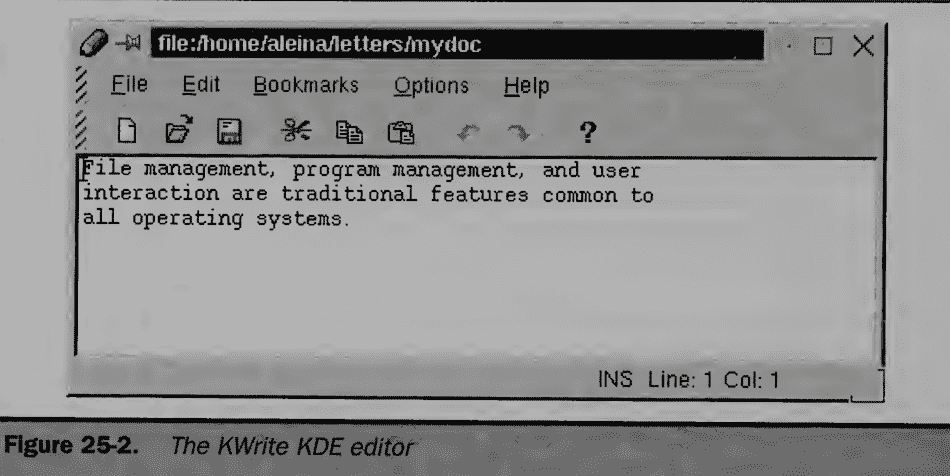 file:/home/aleina/letters/mydoc
File Edit Bookmarks Options Help
?
File management, program management, and user
interaction are traditional features common to
all operating systems.
INS Line: 1 Col: 1
Figure 25-2. The KWrite KDE editor